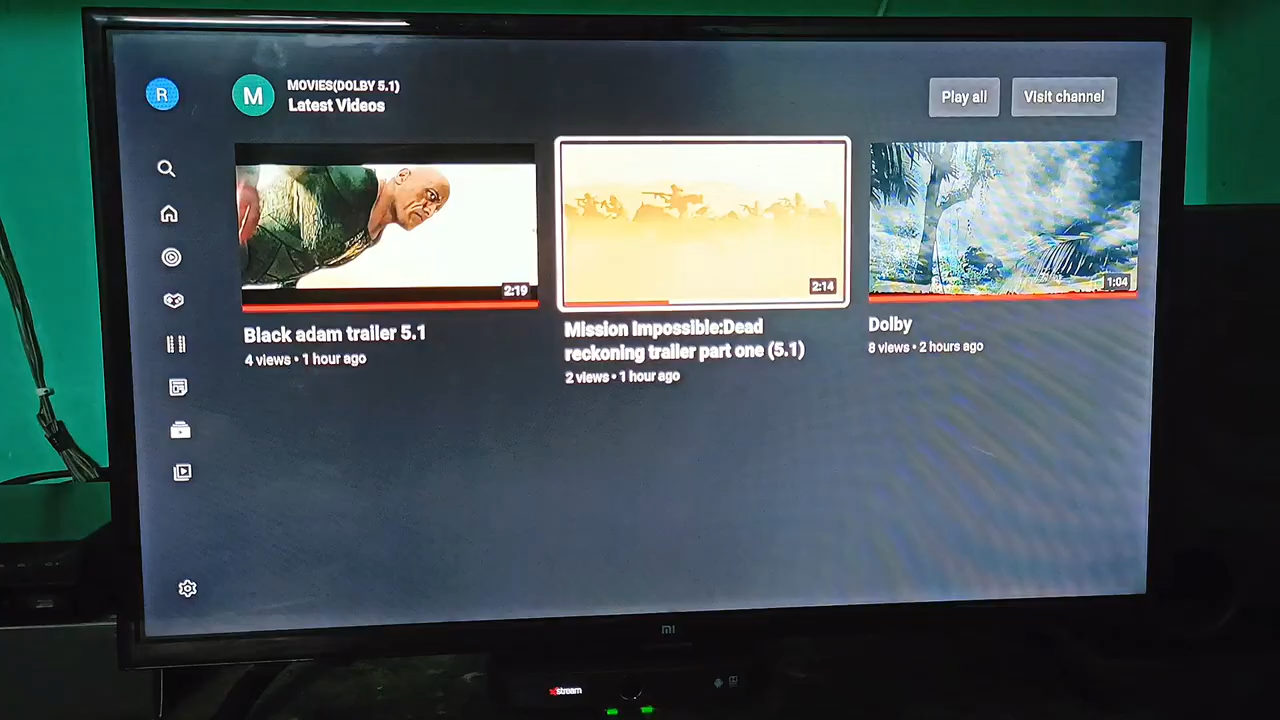 R
M
MOVIES(DOLBY 5.1)
Latest Videos
Play all
Visit channel
2:19
2:14
1:04
Black adam trailer 5.1
4 views • 1 hour ago
Mission Impossible:Dead
reckoning trailer part one (5.1)
2 views • 1 hour ago
Dolby
8 views • 2 hours ago
mi
xstream